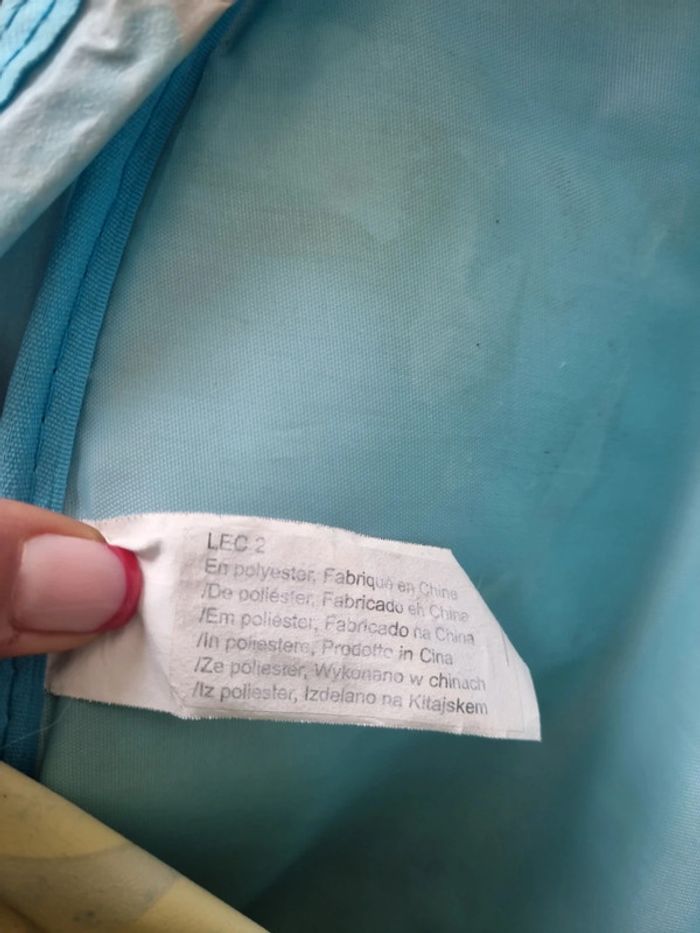 LEC 2
En polyester, Fabriqué en Chine
/De poliéster, Fabricado en China
/Em poliéster, Fabricado na China
/In poliestere, Prodotto in Cina
/Ze poliester, Wykonano w chinach
/Iz poliester, Izdelano na Kitajskem